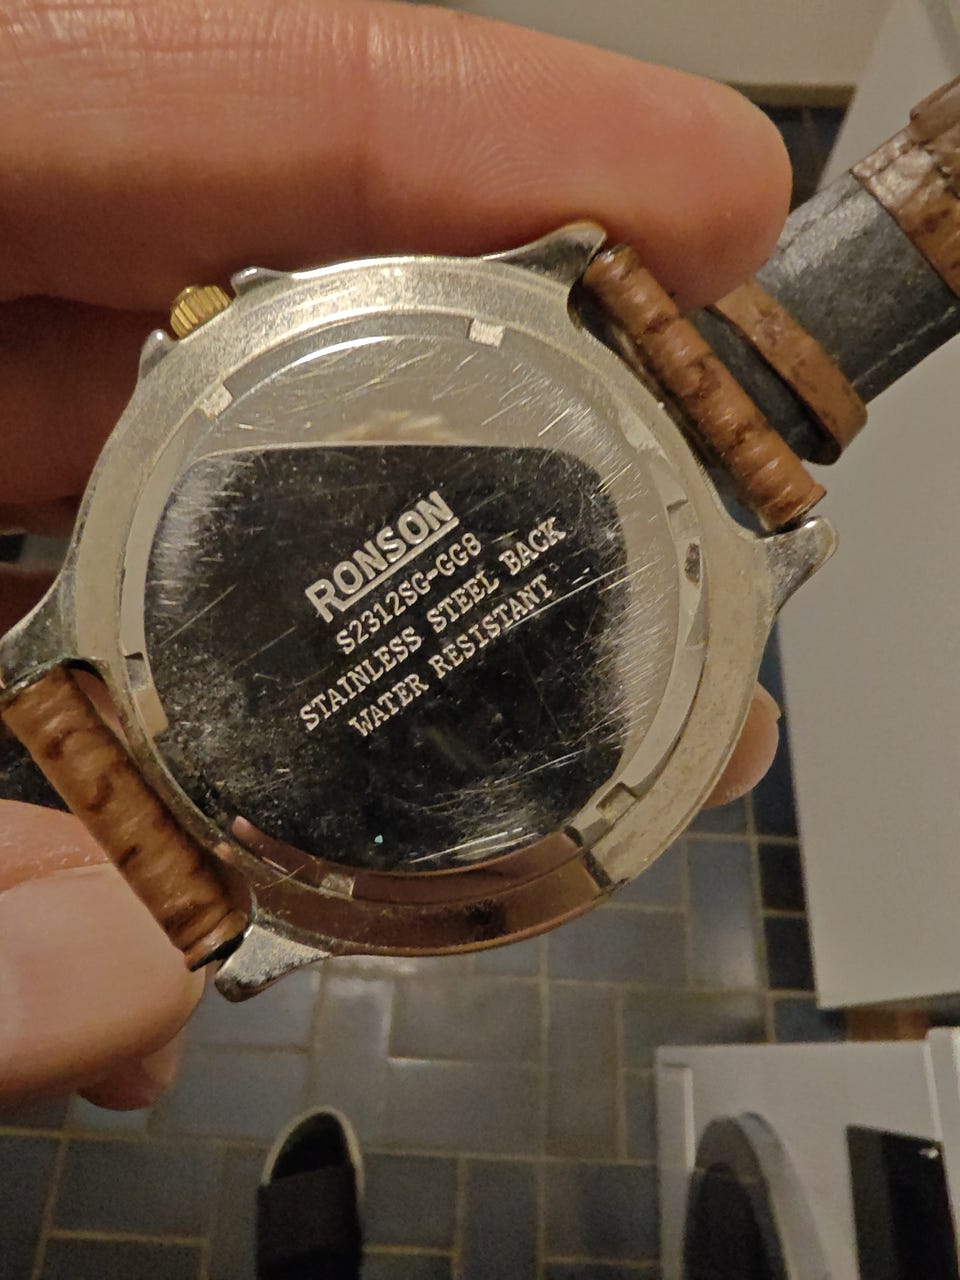 RONSON
S2312SG-GG8
STAINLESS STEEL BACK
WATER RESISTANT